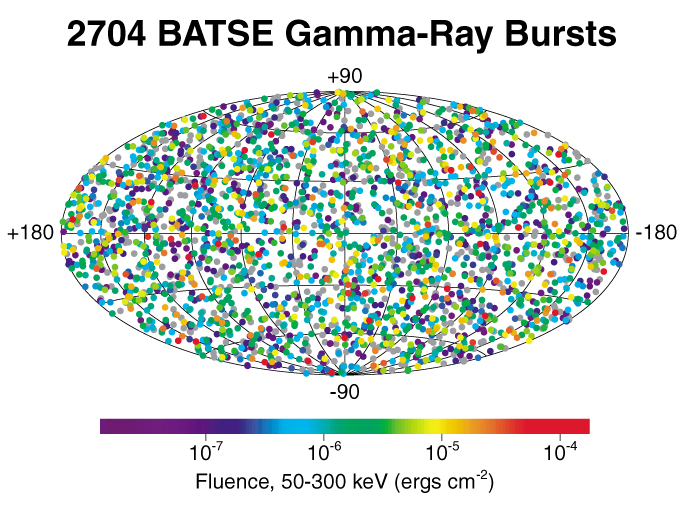 2704 BATSE Gamma-Ray Bursts
+90
+180
-180
-90
10⁻⁷ 10⁻⁶ 10⁻⁵ 10⁻⁴
Fluence, 50-300 keV (ergs cm⁻²)